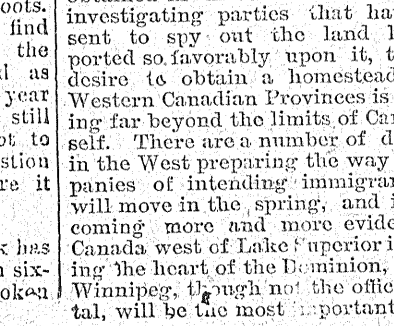 oots.
find
the
as
year
still
ot to
stion
re it
has
six-
investigating parties that ha
sent to spy out the land
ported so favorably upon it, t
desire to obtain a homestead
Western Canadian Provinces is
ing far beyond the limits of Ca
self. There are a number of d
in the West preparing the way
panies of intending immigra
will move in the spring, and i
coming more and more evide
Canada west of Lake Superior i
ing the heart of the Dominion,
Winnipeg, though not the offic
tal, will be the most important